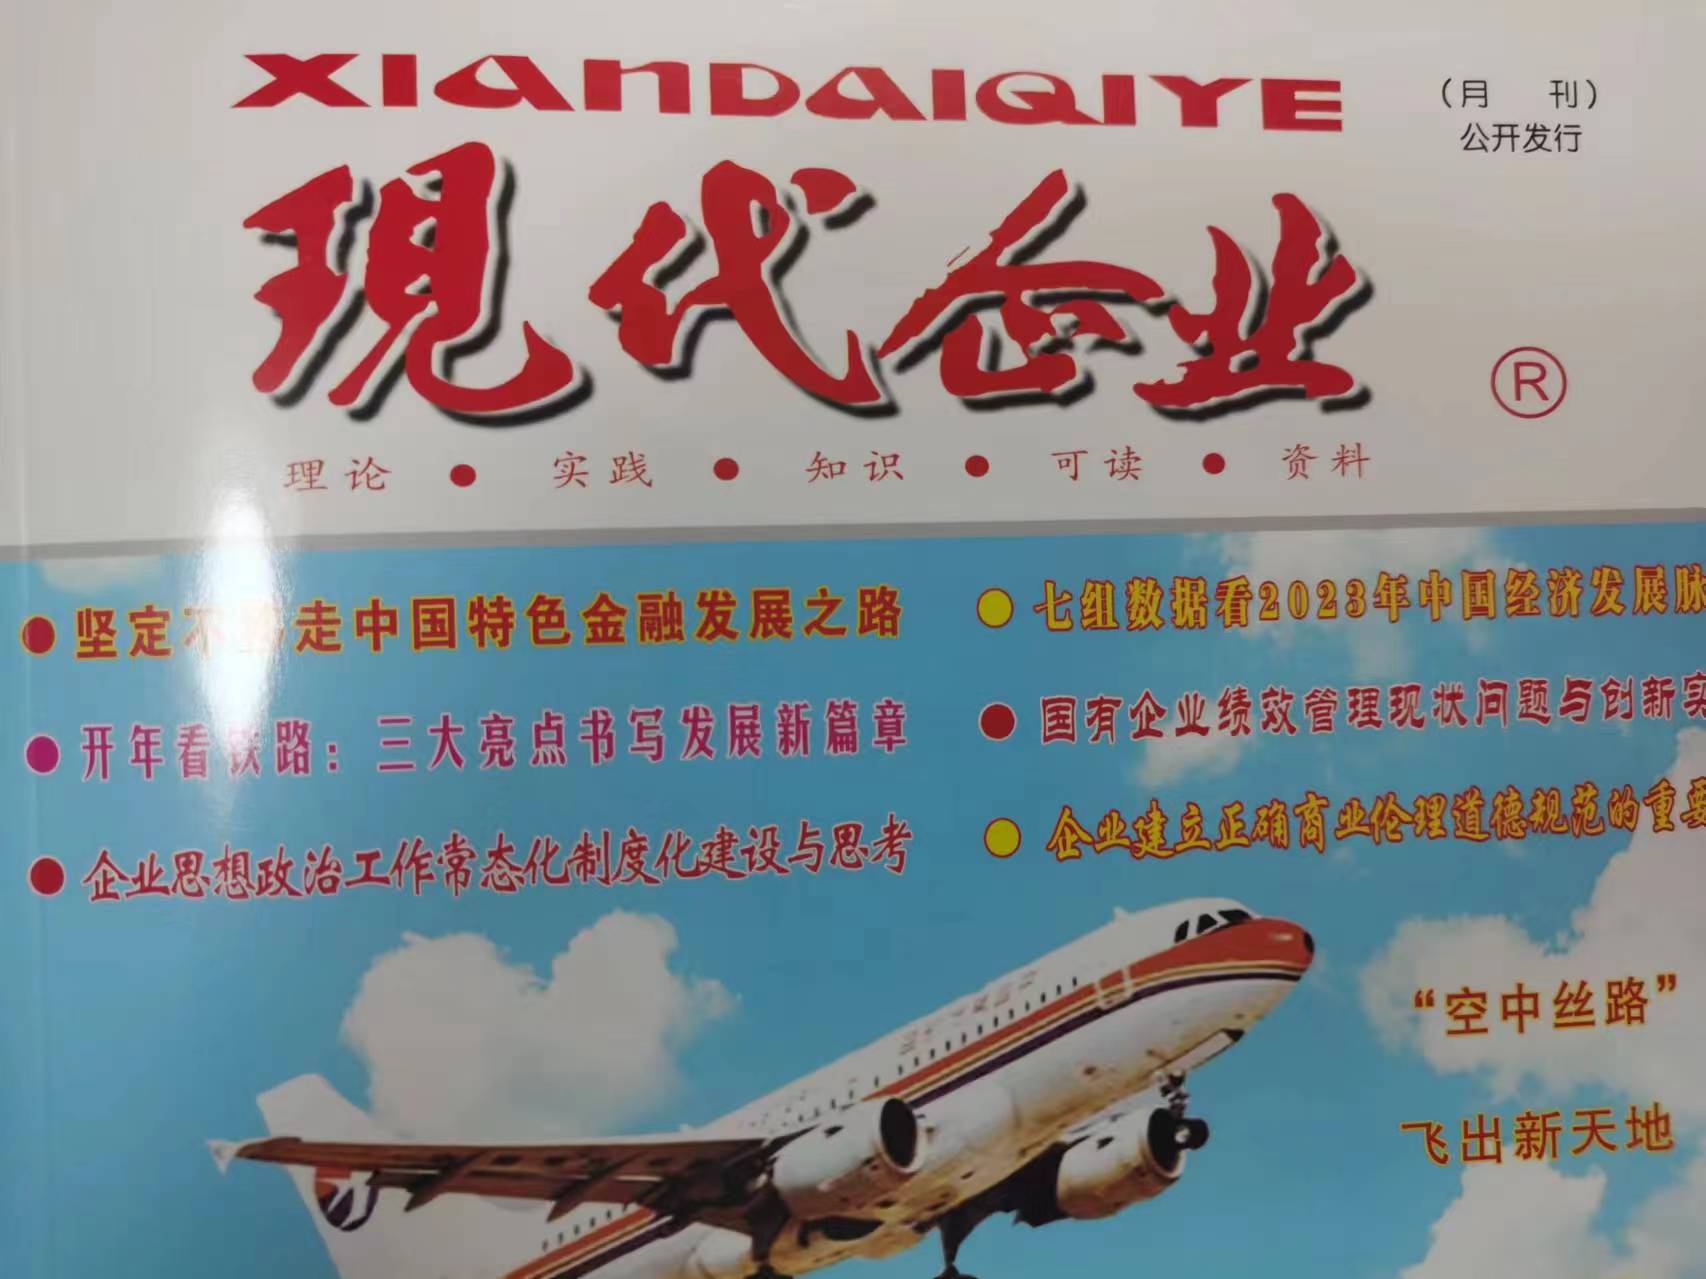 XIANDAIQIYE
（月 刊）
公开发行
现代企业
®
理论 • 实践 • 知识 • 可读 • 资料
• 坚定不 走中国特色金融发展之路
• 开年看铁路：三大亮点书写发展新篇章
• 企业思想政治工作常态化制度化建设与思考
• 七组数据看2023年中国经济发展脉
• 国有企业绩效管理现状问题与创新实
• 企业建立正确商业伦理道德规范的重要
“空中丝路”
飞出新天地